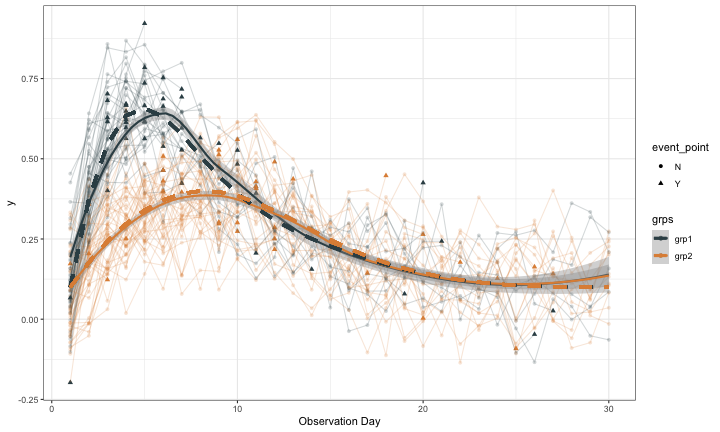 0.75
0.50
0.25
0.00
-0.25
y
0
10
20
30
Observation Day
event_point
N
Y
grps
grp1
grp2